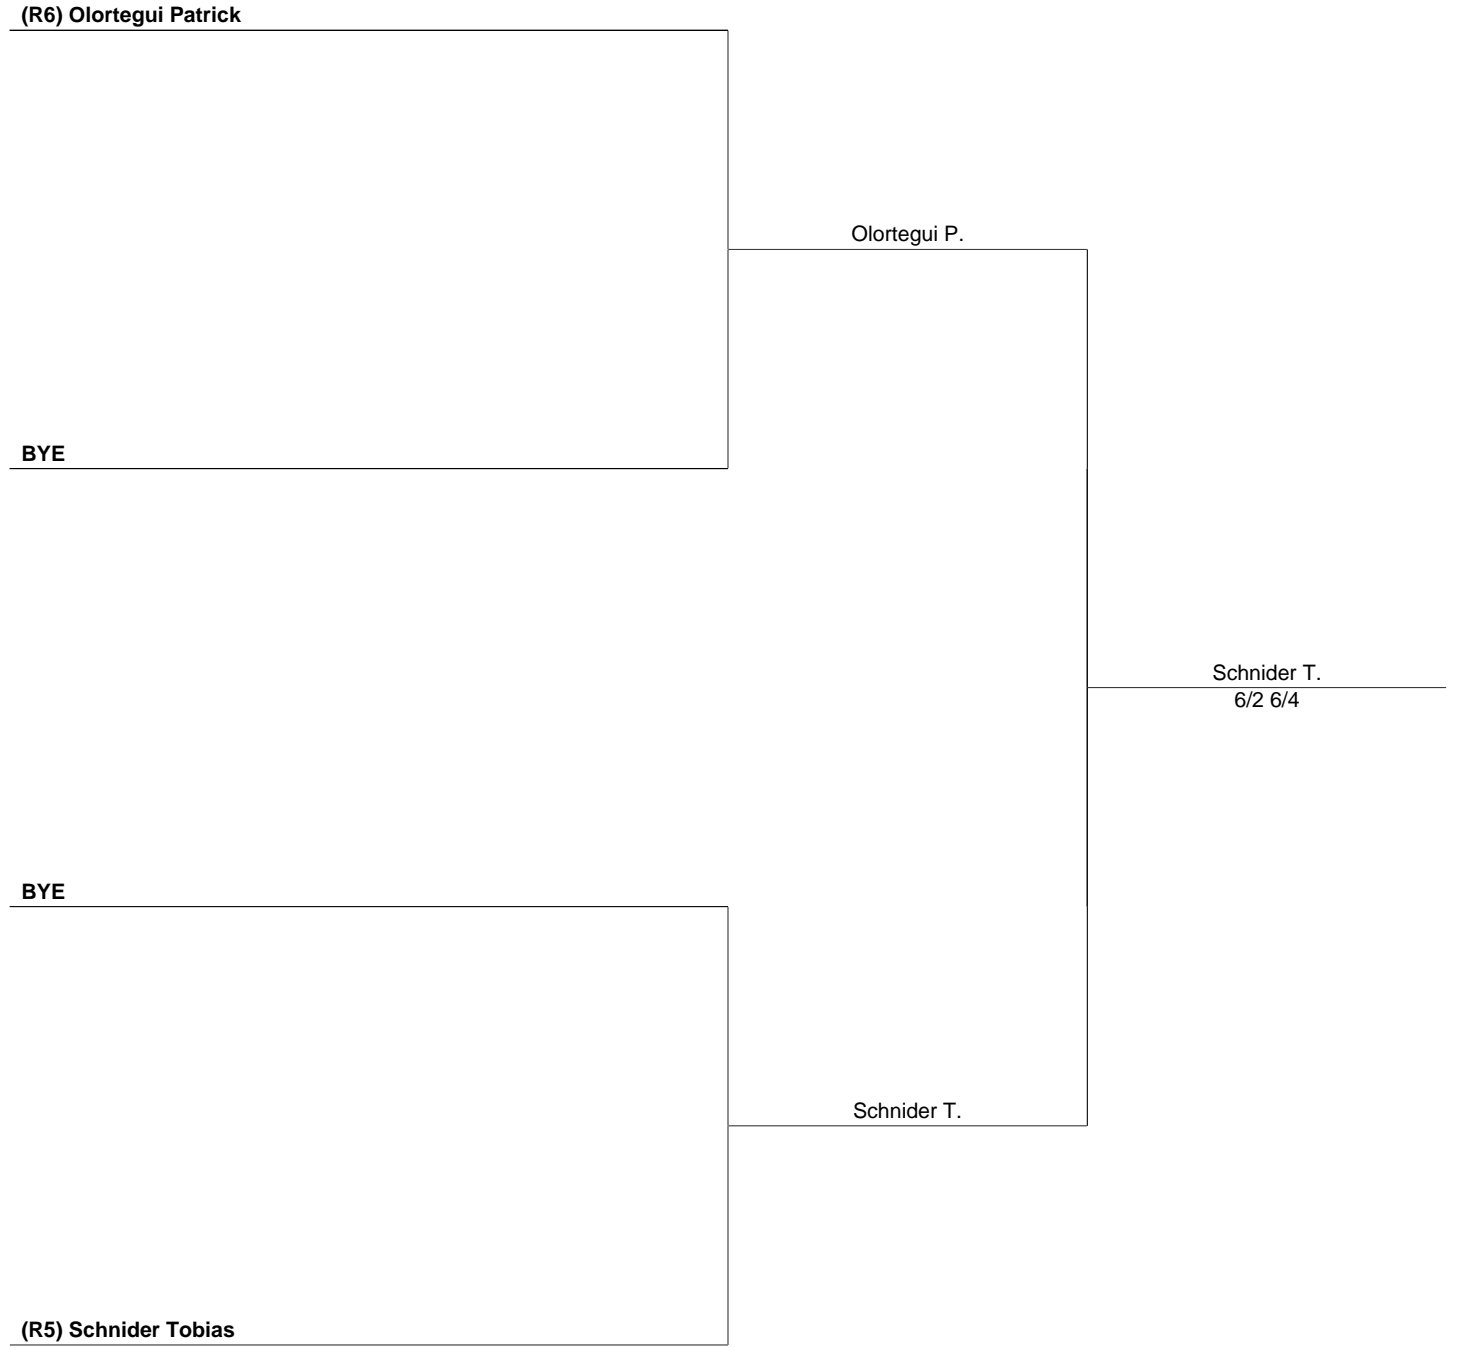 (R6) Olortegui Patrick
Olortegui P.
BYE
Schnider T.
6/2 6/4
BYE
Schnider T.
(R5) Schnider Tobias